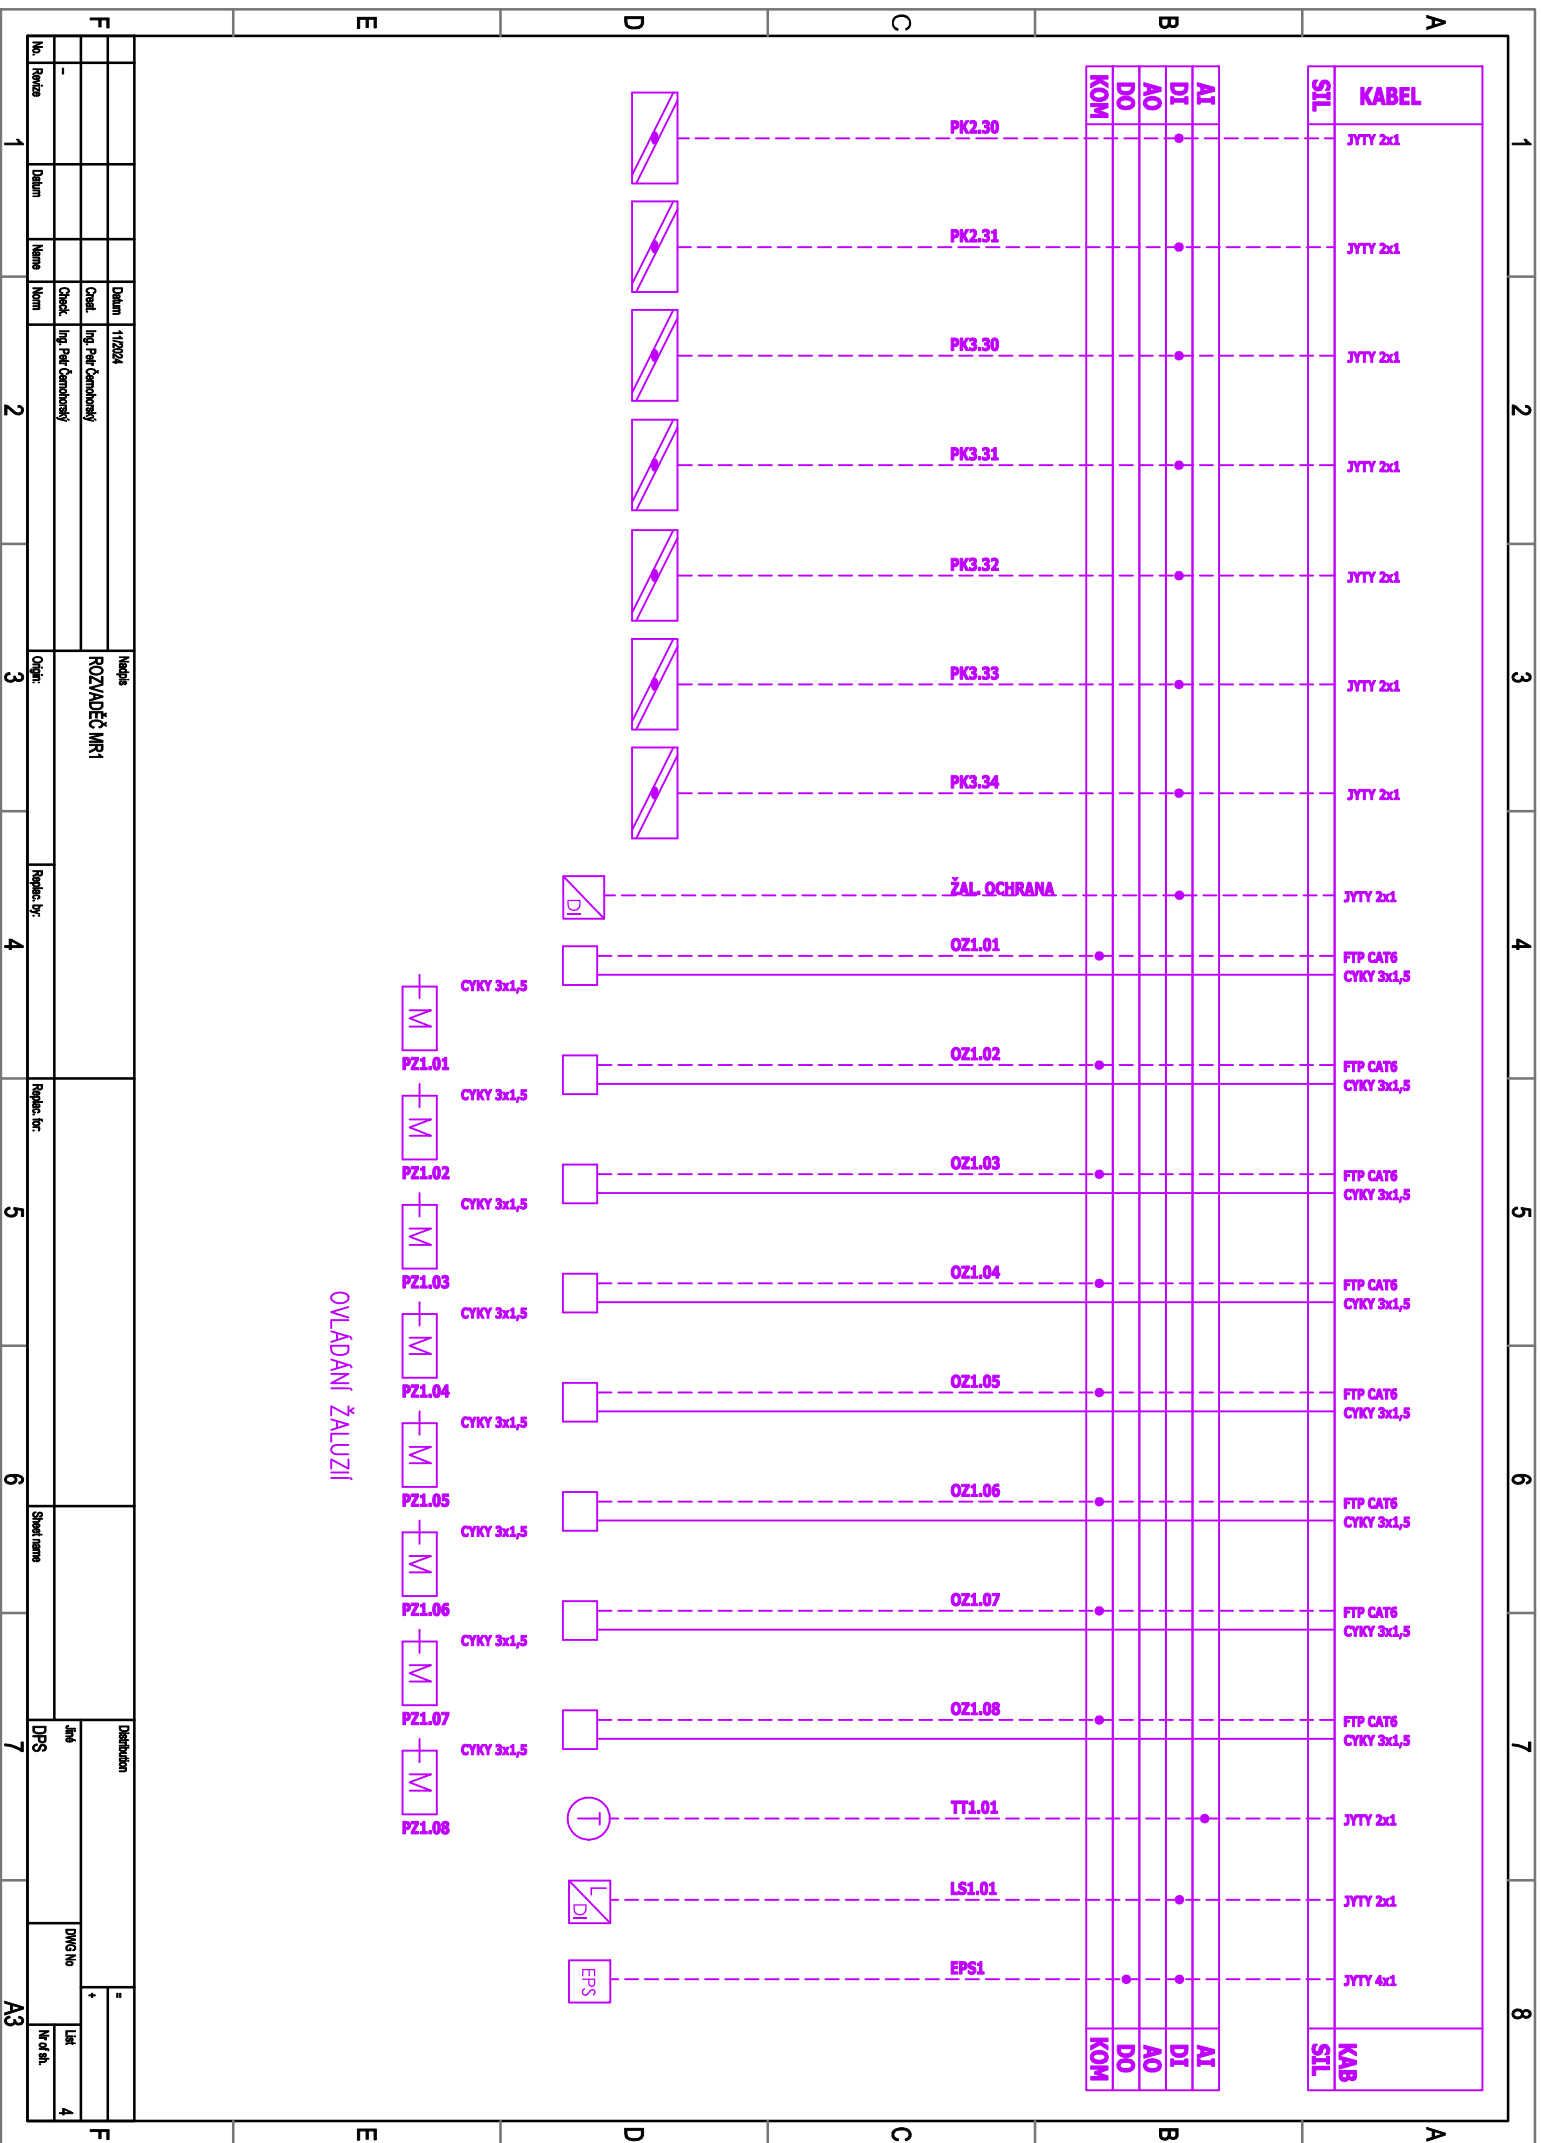 1
2
3
4
5
6
7
8
A
B
C
D
E
F
KABEL
SIL
JYTY 2x1
JYTY 2x1
JYTY 2x1
JYTY 2x1
JYTY 2x1
JYTY 2x1
JYTY 2x1
JYTY 2x1
FTP CAT6
CYKY 3x1,5
FTP CAT6
CYKY 3x1,5
FTP CAT6
CYKY 3x1,5
FTP CAT6
CYKY 3x1,5
FTP CAT6
CYKY 3x1,5
FTP CAT6
CYKY 3x1,5
FTP CAT6
CYKY 3x1,5
FTP CAT6
CYKY 3x1,5
JYTY 2x1
JYTY 2x1
JYTY 4x1
KAB
SIL
AI
DI
AO
DO
KOM
AI
DI
AO
DO
KOM
PK2.30
PK2.31
PK3.30
PK3.31
PK3.32
PK3.33
PK3.34
ŽAL. OCHRANA
OZ1.01
OZ1.02
OZ1.03
OZ1.04
OZ1.05
OZ1.06
OZ1.07
OZ1.08
TT1.01
LS1.01
EPS1
DI
T
L
DI
EPS
CYKY 3x1,5
CYKY 3x1,5
CYKY 3x1,5
CYKY 3x1,5
CYKY 3x1,5
CYKY 3x1,5
CYKY 3x1,5
CYKY 3x1,5
M
M
M
M
M
M
M
M
PZ1.01
PZ1.02
PZ1.03
PZ1.04
PZ1.05
PZ1.06
PZ1.07
PZ1.08
OVLÁDÁNÍ ŽALUZIÍ
Datum 11/2024
Creat. Ing. Petr Černohorský
Check. Ing. Petr Černohorský
-
No. Revize Datum Name Norm
Nadpis
ROZVADĚČ MR1
Origin: Replac. by: Replac. for: Sheet name
Distribution
Jiné
DPS
DWG No
=
+
List 4
Nr of sh.
1
2
3
4
5
6
7
A3
A
B
C
D
E
F